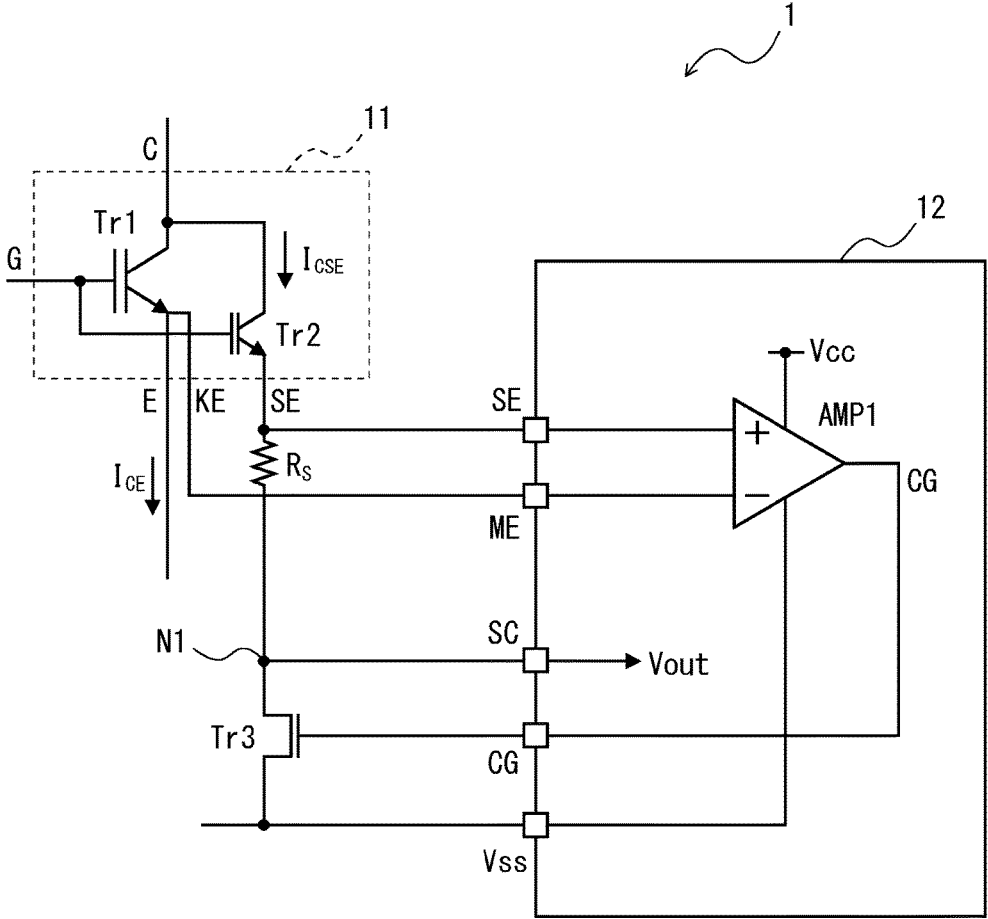 1
11
C
Tr1
12
G
I_CSE
Tr2
Vcc
E
KE
SE
SE
AMP1
+
I_CE
R_S
CG
−
ME
N1
SC
Vout
Tr3
CG
Vss